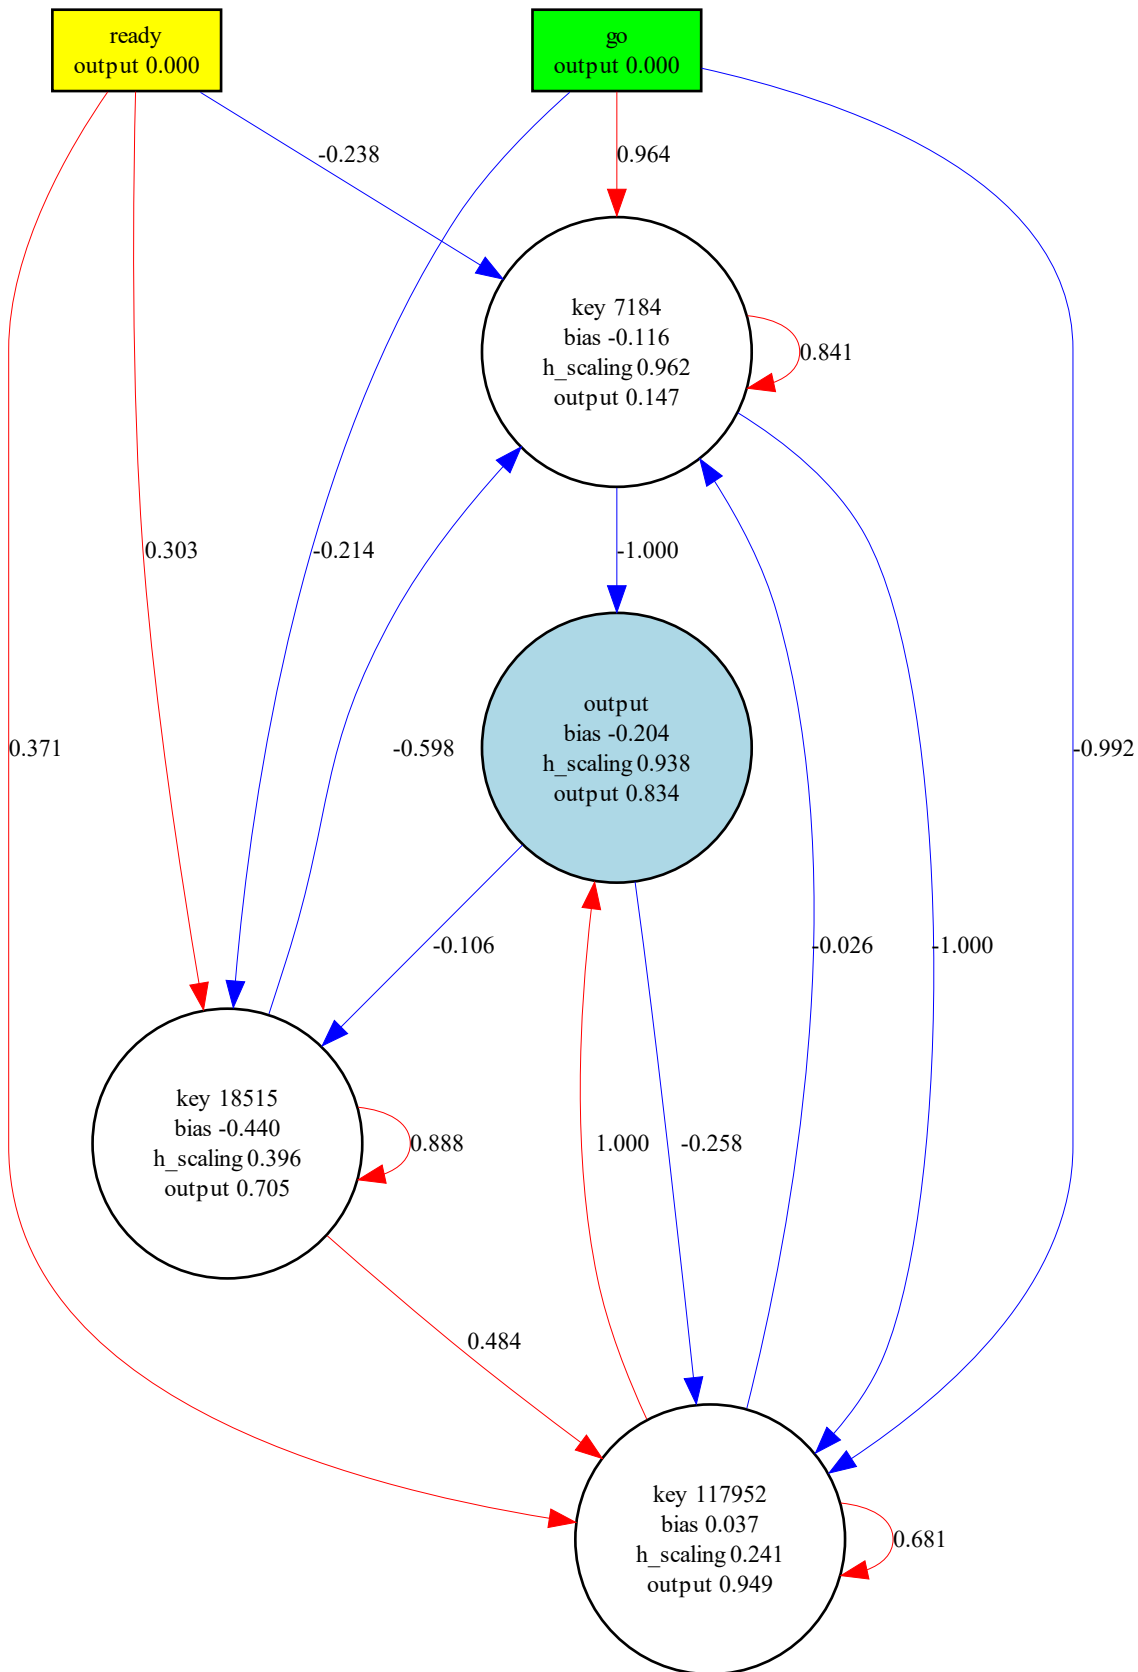 ready
output 0.000
go
output 0.000
-0.238
0.964
key 7184
bias -0.116
h_scaling 0.962
output 0.147
0.841
0.303
-0.214
-1.000
output
bias -0.204
h_scaling 0.938
output 0.834
0.371
-0.598
-0.992
-0.106
-0.026
-1.000
key 18515
bias -0.440
h_scaling 0.396
output 0.705
0.888
1.000
-0.258
0.484
key 117952
bias 0.037
h_scaling 0.241
output 0.949
0.681